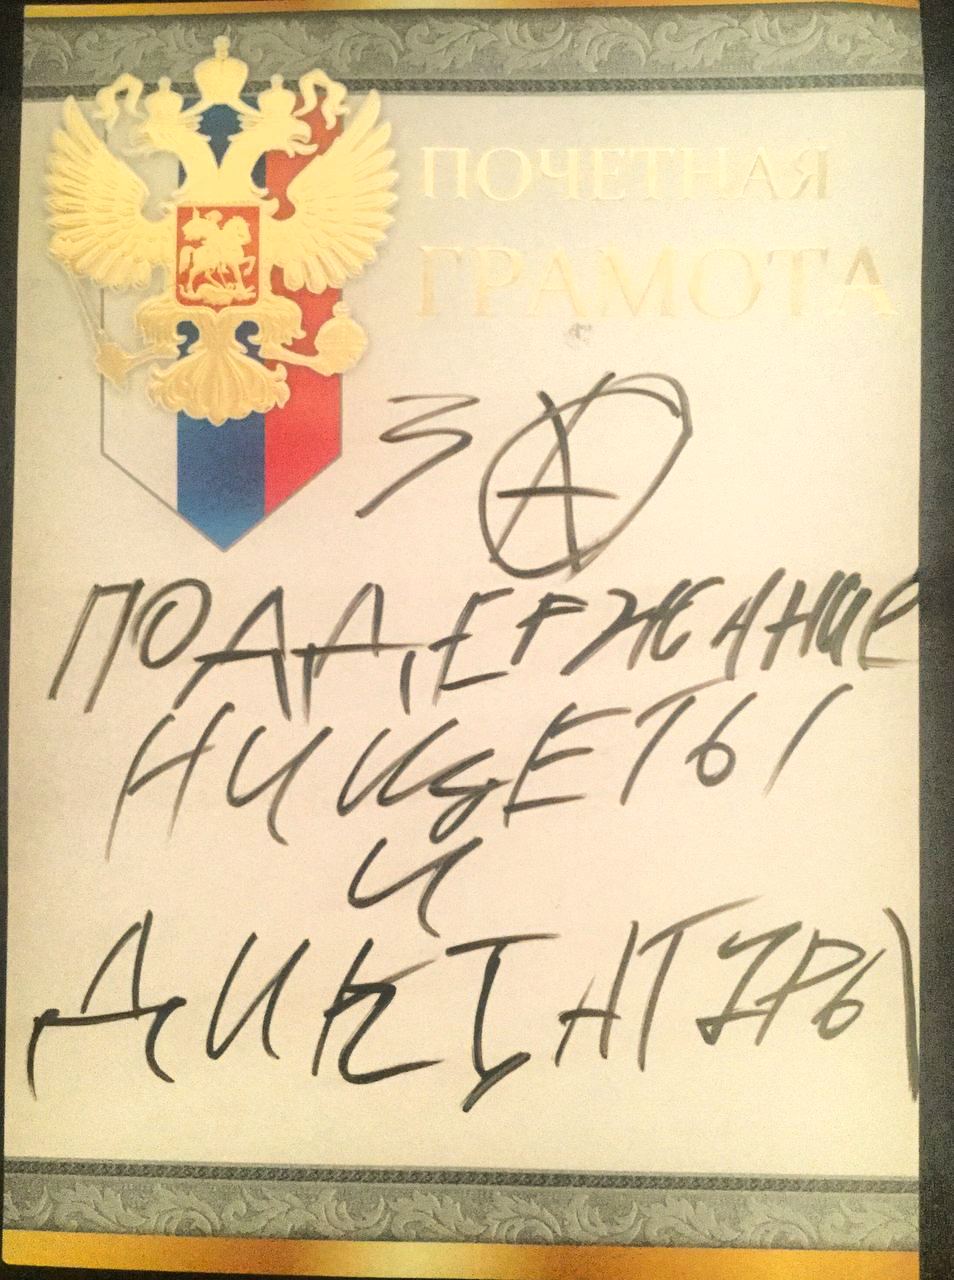 ПОЧЕТНАЯ
ГРАМОТА
ЗА
ПОДДЕРЖАНИЕ
НИЩЕТЫ
И
ДИКТАТУРЫ